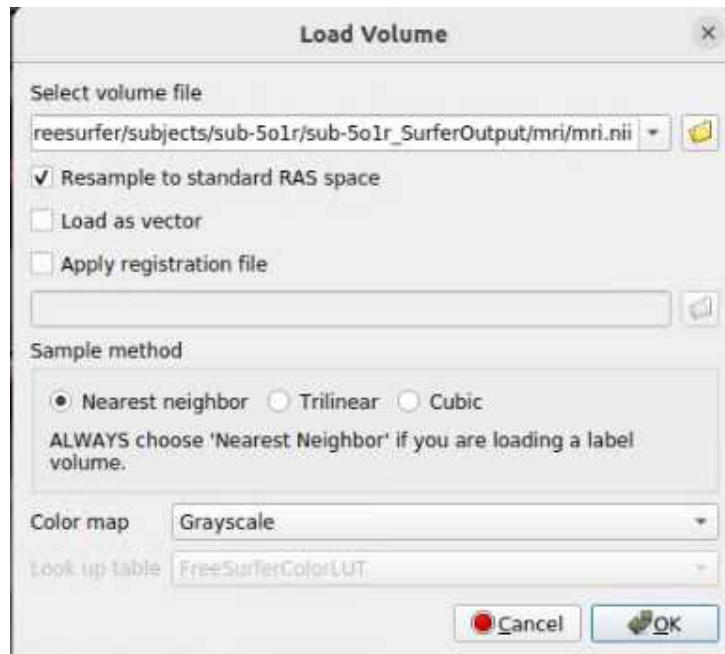 Load Volume
Select volume file
reesurfer/subjects/sub-5o1r/sub-5o1r_SurferOutput/mri/mri.nii
Resample to standard RAS space
Load as vector
Apply registration file
Sample method
Nearest neighbor Trilinear Cubic
ALWAYS choose 'Nearest Neighbor' if you are loading a label
volume.
Color map Grayscale
Look up table FreeSurferColorLUT
Cancel OK